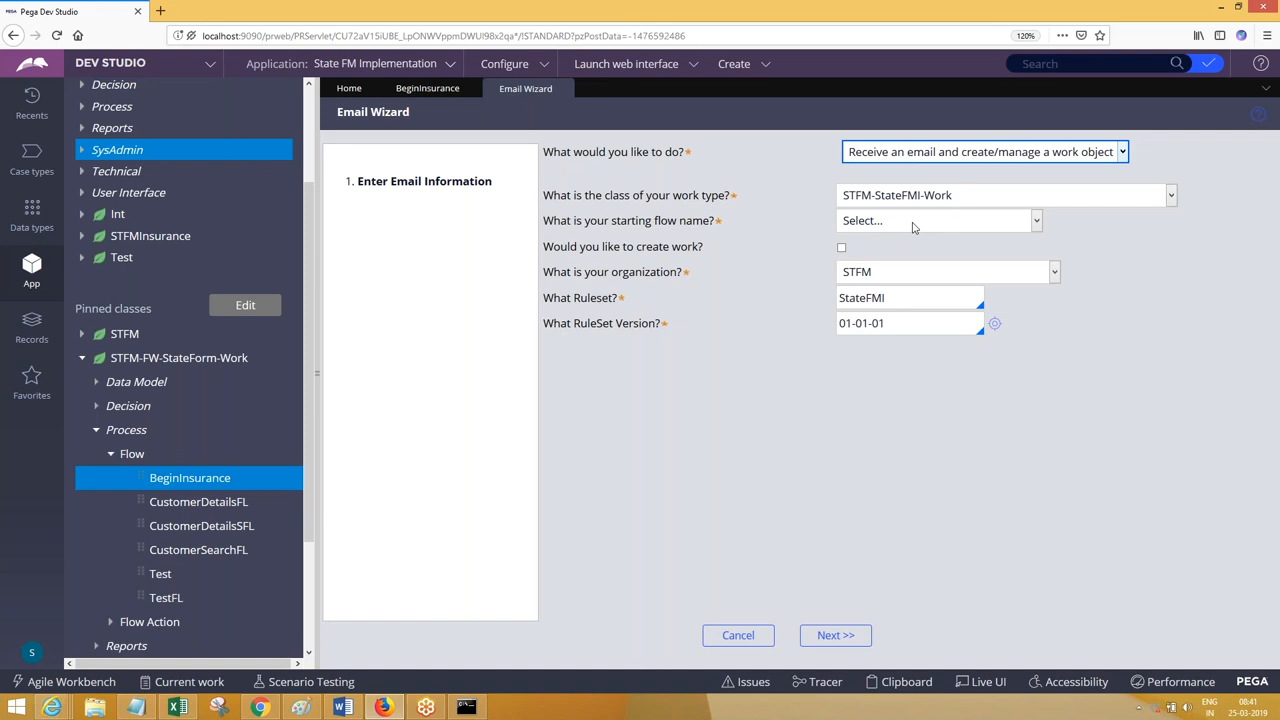 Pega Dev Studio
localhost:9090/prweb/PRServlet/CU72aV15iUBE_LpONWVppmDWUl98x2qa*/!STANDARD?pzPostData=-1476592486
120%
DEV STUDIO
Application: State FM Implementation
Configure
Launch web interface
Create
Search
Home
BeginInsurance
Email Wizard
Recents
Case types
Data types
App
Records
Favorites
S
Decision
Process
Reports
SysAdmin
Technical
User Interface
Int
STFMInsurance
Test
Pinned classes
Edit
STFM
STFM-FW-StateForm-Work
Data Model
Decision
Process
Flow
BeginInsurance
CustomerDetailsFL
CustomerDetailsSFL
CustomerSearchFL
Test
TestFL
Flow Action
Reports
Email Wizard
1. Enter Email Information
What would you like to do?* Receive an email and create/manage a work object
What is the class of your work type?* STFM-StateFMI-Work
What is your starting flow name?* Select...
Would you like to create work?
What is your organization?* STFM
What Ruleset?* StateFMI
What RuleSet Version?* 01-01-01
Cancel
Next >>
Agile Workbench
Current work
Scenario Testing
Issues
Tracer
Clipboard
Live UI
Accessibility
Performance
PEGA
ENG
IN
08:41
25-03-2019